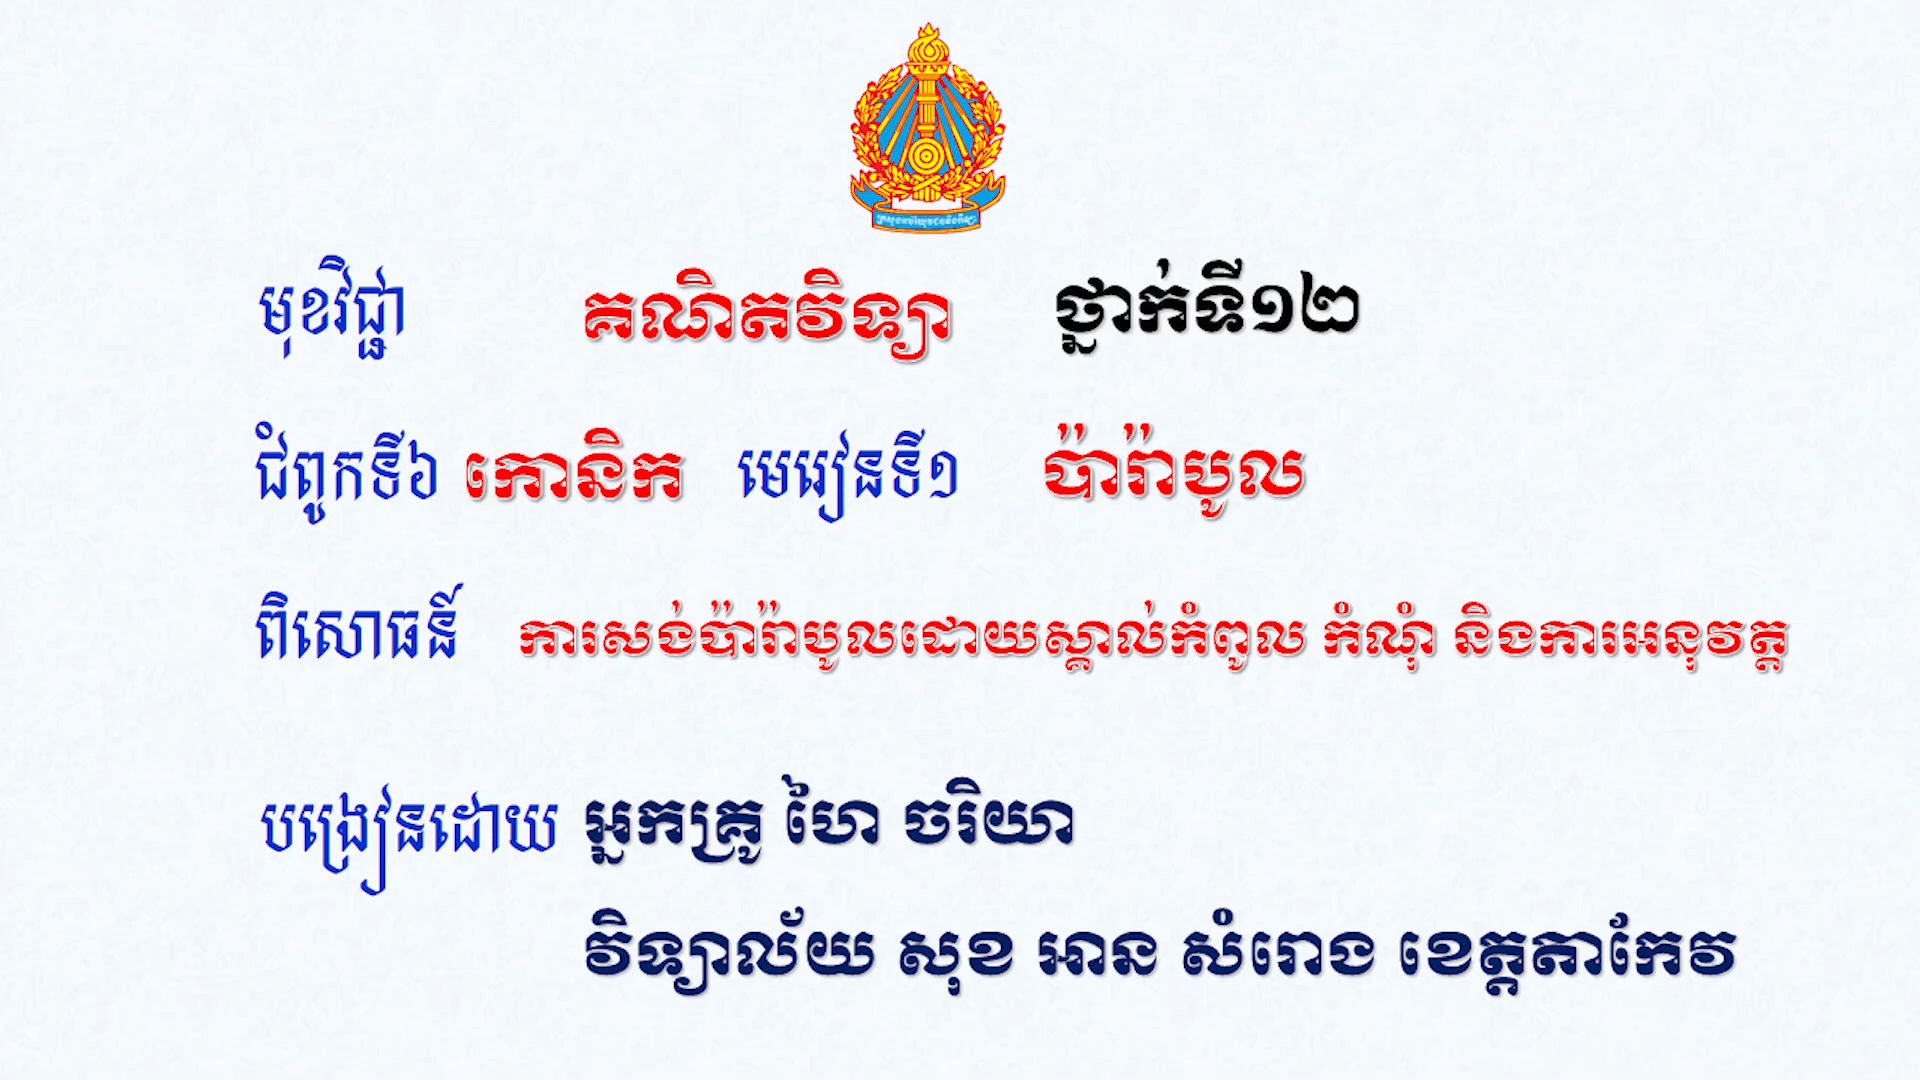 មុខវិជ្ជា គណិតវិទ្យា ថ្នាក់ទី១២
ជំពូកទី៦ កោនិក មេរៀនទី១ ប៉ារ៉ាបូល
ពិសោធន៍ ការសង់ប៉ារ៉ាបូលដោយស្គាល់កំពូល កំណុំ និងការអនុវត្ត
បង្រៀនដោយ អ្នកគ្រូ ហៃ ចរិយា
វិទ្យាល័យ សុខ អាន សំរោង ខេត្តតាកែវ